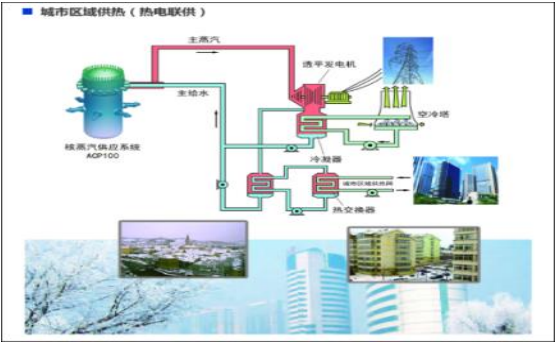 城市区域供热（热电联供）
主蒸汽
透平发电机
主给水
空冷塔
核蒸汽供应系统
ACP100
冷凝器
城市区域供热网
热交换器